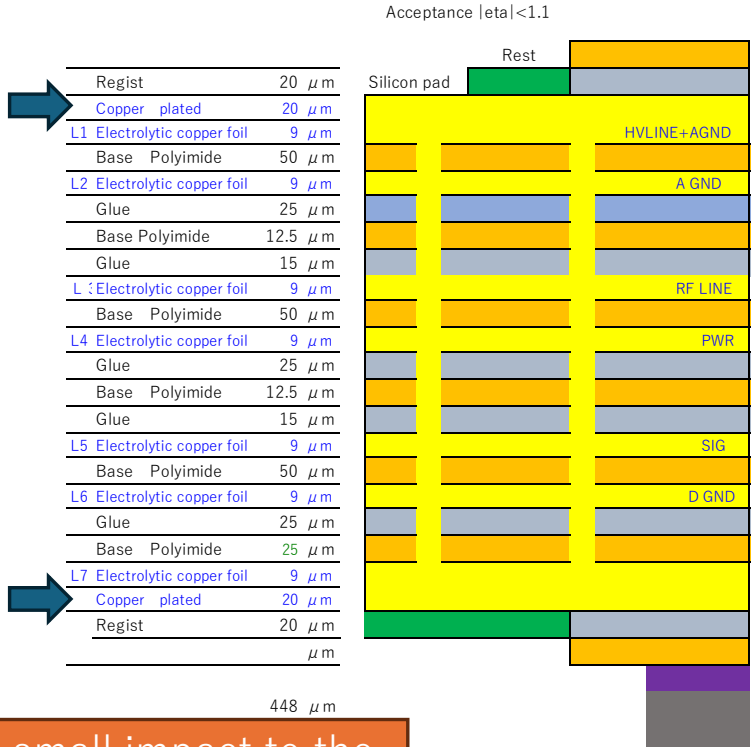 Acceptance |eta|<1.1
Rest
Regist 20 μm Silicon pad
Copper plated 20 μm
L1 Electrolytic copper foil 9 μm HVLINE+AGND
Base Polyimide 50 μm
L2 Electrolytic copper foil 9 μm A GND
Glue 25 μm
Base Polyimide 12.5 μm
Glue 15 μm
L Electrolytic copper foil 9 μm RF LINE
Base Polyimide 50 μm
L4 Electrolytic copper foil 9 μm PWR
Glue 25 μm
Base Polyimide 12.5 μm
Glue 15 μm
L5 Electrolytic copper foil 9 μm SIG
Base Polyimide 50 μm
L6 Electrolytic copper foil 9 μm D GND
Glue 25 μm
Base Polyimide 25 μm
L7 Electrolytic copper foil 9 μm
Copper plated 20 μm
Regist 20 μm
μm
448 μm
small impact to the